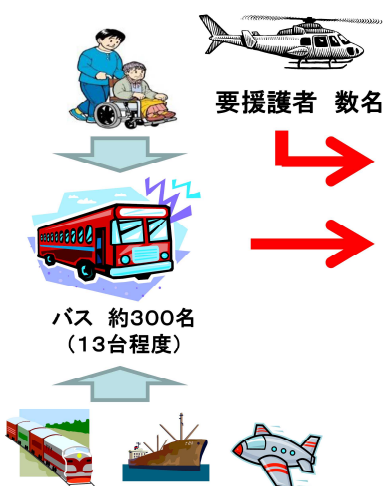 要援護者　数名
バス　約３００名
（１３台程度）